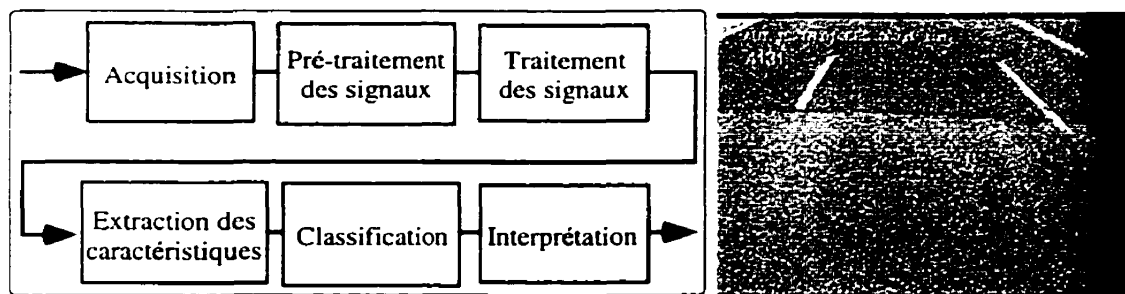 Acquisition
Pré-traitement
des signaux
Traitement
des signaux
Extraction des
caractéristiques
Classification
Interprétation